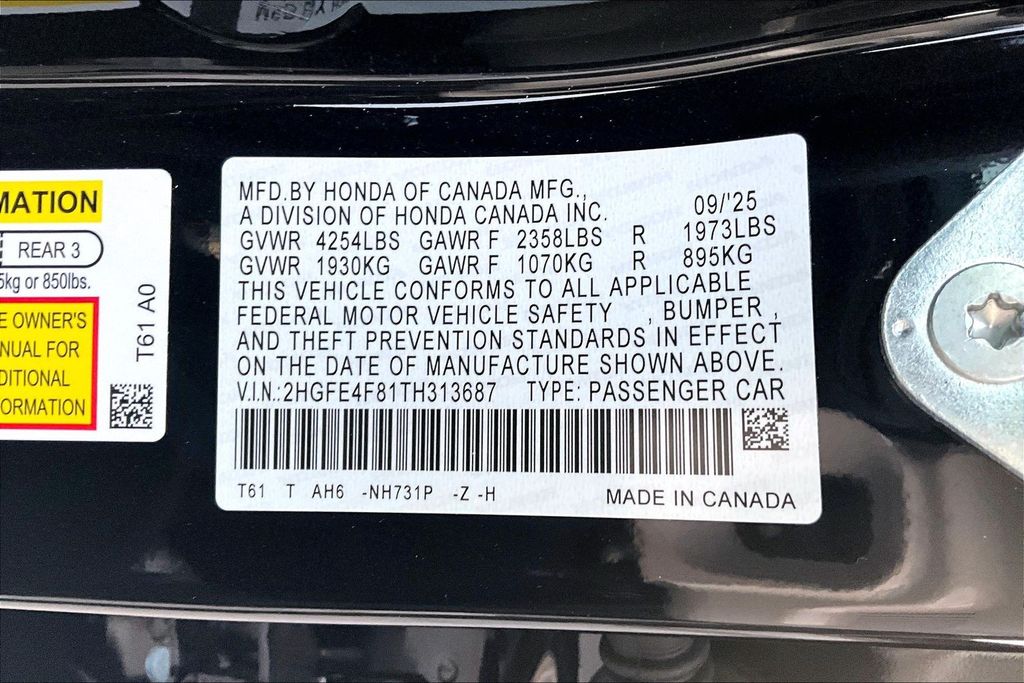 MATION
REAR 3
5kg or 850lbs.
E OWNER'S
NUAL FOR
DITIONAL
ORMATION
T61 A0
MFD.BY HONDA OF CANADA MFG.,
A DIVISION OF HONDA CANADA INC. 09/'25
GVWR 4254LBS GAWR F 2358LBS R 1973LBS
GVWR 1930KG GAWR F 1070KG R 895KG
THIS VEHICLE CONFORMS TO ALL APPLICABLE
FEDERAL MOTOR VEHICLE SAFETY , BUMPER ,
AND THEFT PREVENTION STANDARDS IN EFFECT
ON THE DATE OF MANUFACTURE SHOWN ABOVE.
V.I.N.:2HGFE4F81TH313687 TYPE: PASSENGER CAR
T61 T AH6 -NH731P -Z -H MADE IN CANADA